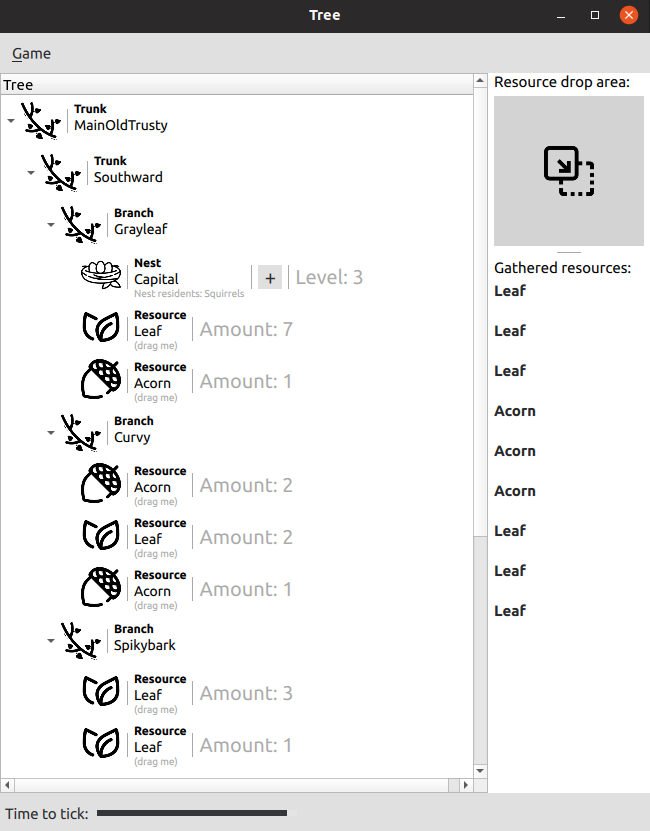 Tree
Game
Tree
Trunk
MainOldTrusty
Trunk
Southward
Branch
Grayleaf
Nest
Capital
Nest residents: Squirrels
+
Level: 3
Resource
Leaf
(drag me)
Amount: 7
Resource
Acorn
(drag me)
Amount: 1
Branch
Curvy
Resource
Acorn
(drag me)
Amount: 2
Resource
Leaf
(drag me)
Amount: 2
Resource
Acorn
(drag me)
Amount: 1
Branch
Spikybark
Resource
Leaf
(drag me)
Amount: 3
Resource
Leaf
(drag me)
Amount: 1
Resource drop area:
Gathered resources:
Leaf
Leaf
Leaf
Acorn
Acorn
Acorn
Leaf
Leaf
Leaf
Time to tick: